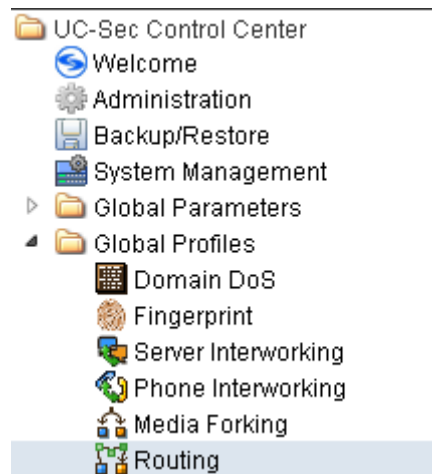 UC-Sec Control Center
Welcome
Administration
Backup/Restore
System Management
Global Parameters
Global Profiles
Domain DoS
Fingerprint
Server Interworking
Phone Interworking
Media Forking
Routing